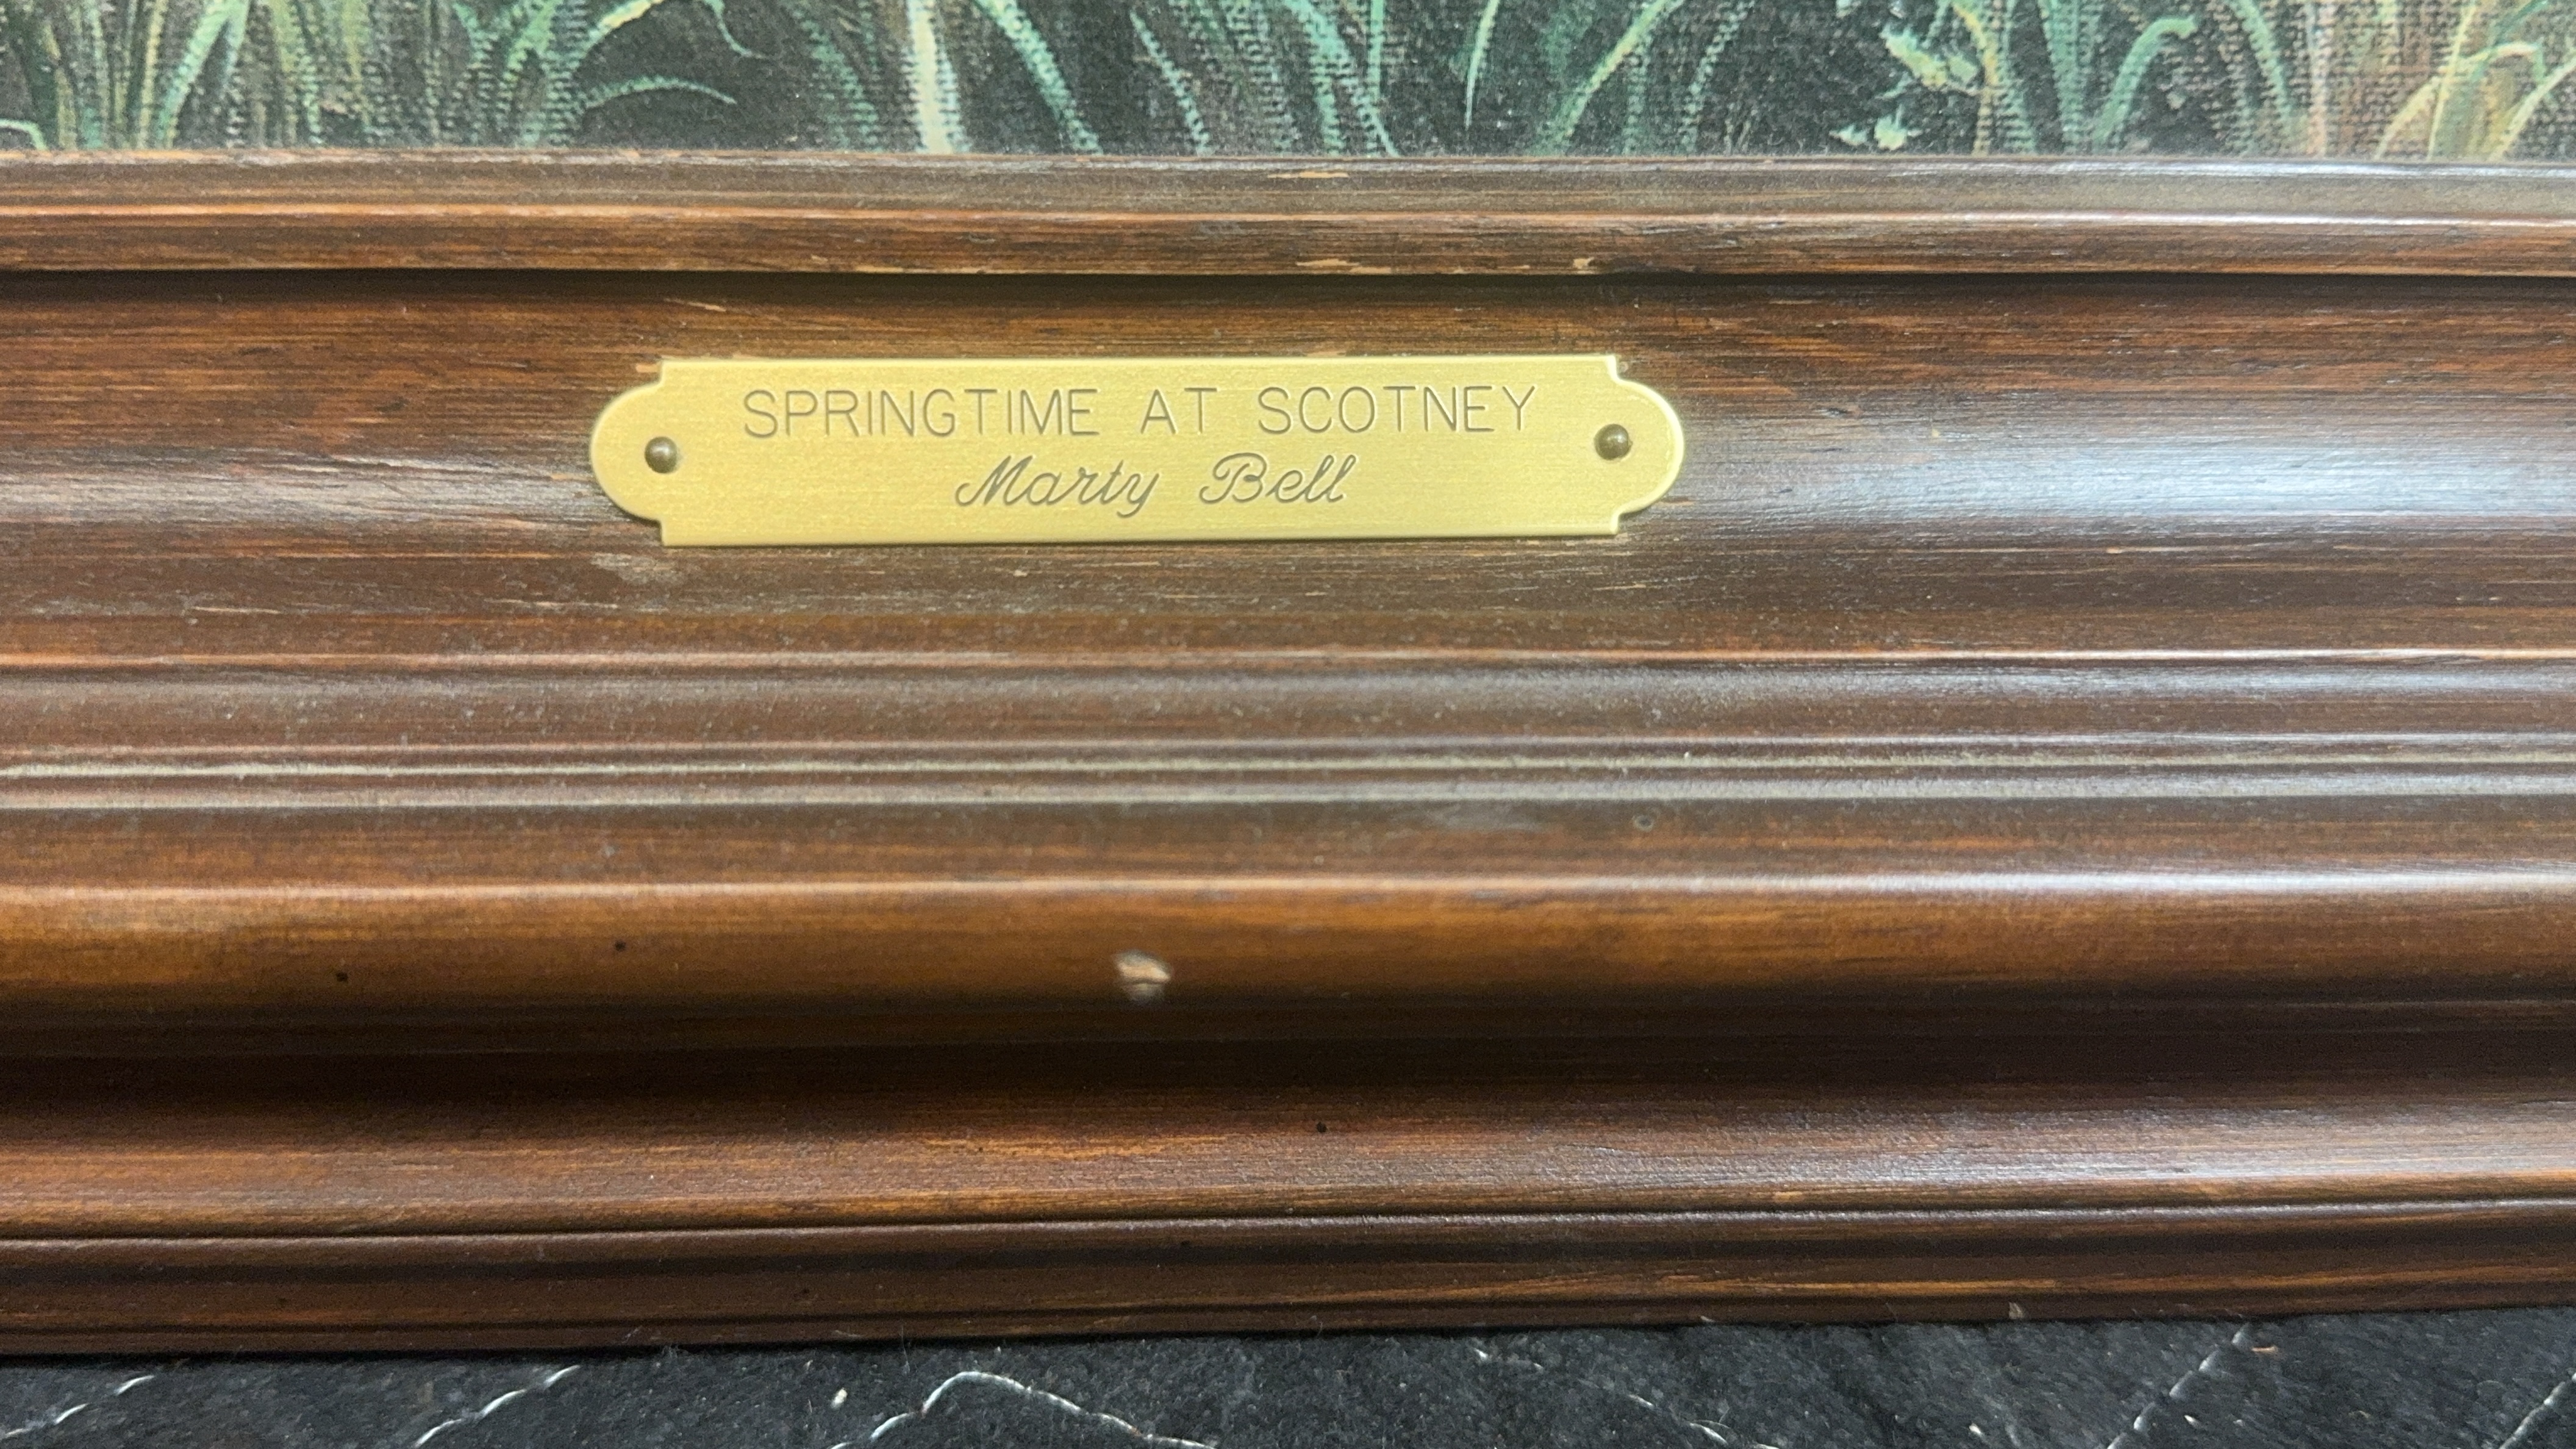 SPRINGTIME AT SCOTNEY
Marty Bell